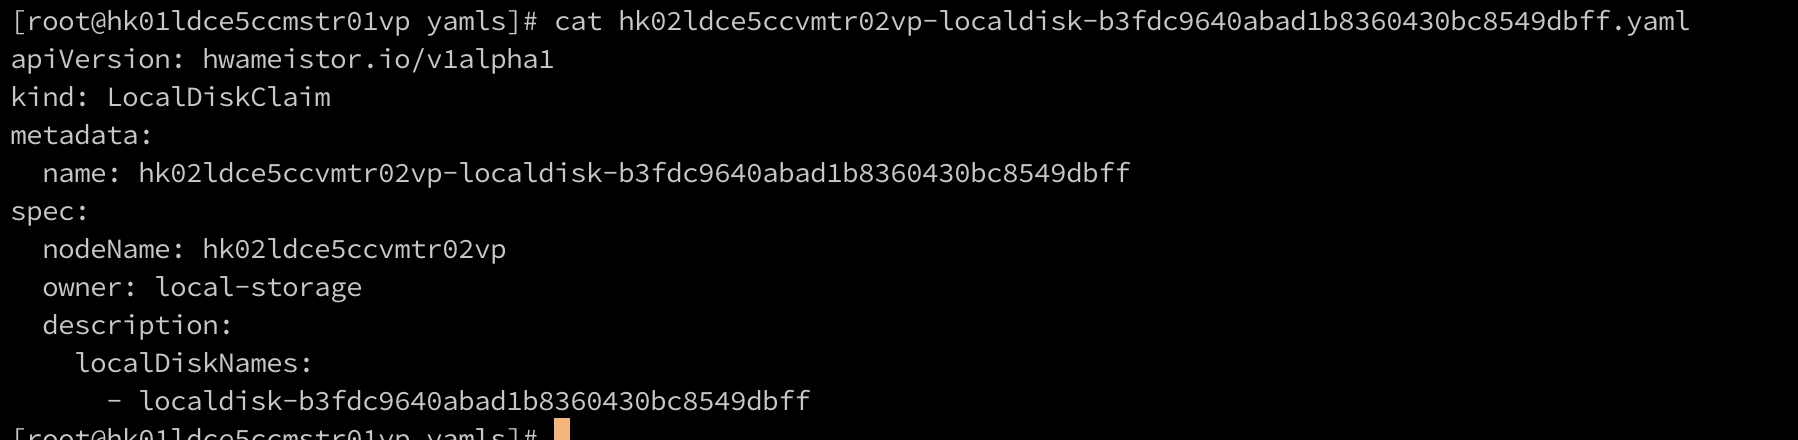 [root@hk01ldce5ccmstr01vp yamls]# cat hk02ldce5ccvmtr02vp-localdisk-b3fdc9640abad1b8360430bc8549dbff.yaml
apiVersion: hwameistor.io/v1alpha1
kind: LocalDiskClaim
metadata:
  name: hk02ldce5ccvmtr02vp-localdisk-b3fdc9640abad1b8360430bc8549dbff
spec:
  nodeName: hk02ldce5ccvmtr02vp
  owner: local-storage
  description:
    localDiskNames:
      - localdisk-b3fdc9640abad1b8360430bc8549dbff
[root@hk01ldce5ccmstr01vp yamls]#